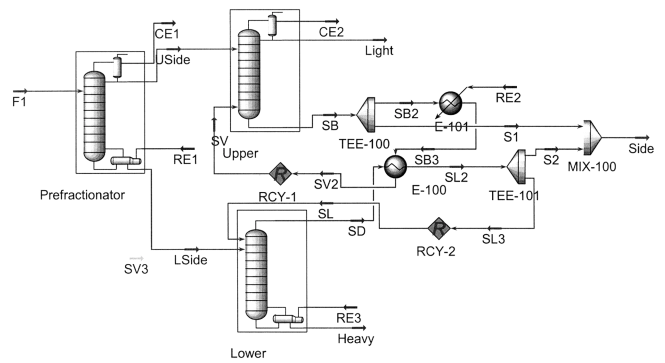 CE1
CE2
USide
Light
F1
RE2
SB2
SV
SB
E-101
S1
Upper
TEE-100
RE1
SB3
S2
Side
MIX-100
SV2
SL2
Prefractionator
RCY-1
E-100
TEE-101
SL
SD
RCY-2
SL3
SV3
LSide
RE3
Heavy
Lower
R
R